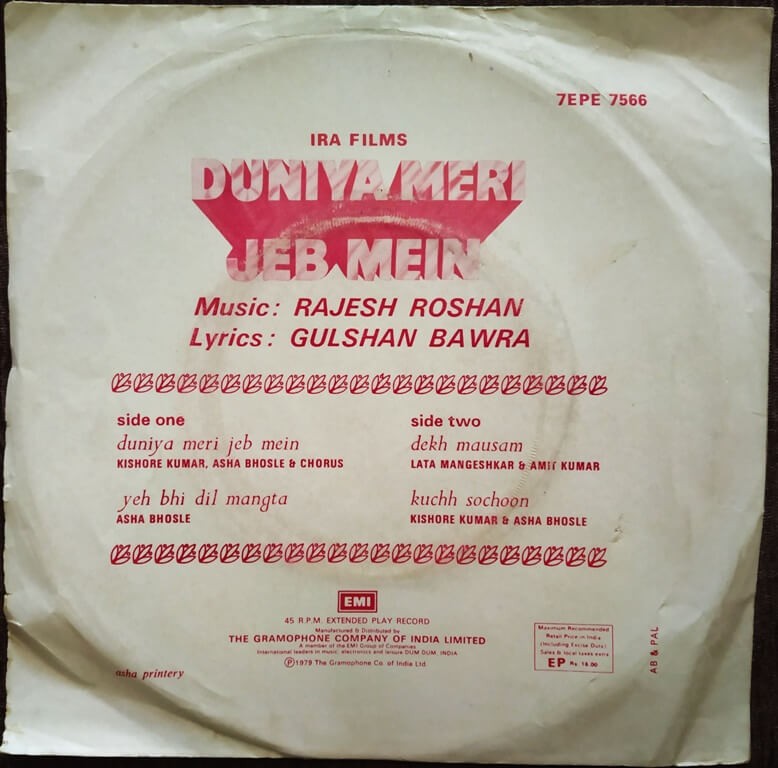 7EPE 7566
IRA FILMS
DUNIYA MERI
JEB MEIN
Music: RAJESH ROSHAN
Lyrics: GULSHAN BAWRA
side one
duniya meri jeb mein
KISHORE KUMAR, ASHA BHOSLE & CHORUS
yeh bhi dil mangta
ASHA BHOSLE
side two
dekh mausam
LATA MANGESHKAR & AMIT KUMAR
kuchh sochoon
KISHORE KUMAR & ASHA BHOSLE
EMI
45 R.P.M. EXTENDED PLAY RECORD
Manufactured & Distributed by
THE GRAMOPHONE COMPANY OF INDIA LIMITED
A member of the EMI Group of Companies
International leaders in music, electronics and leisure DUM DUM, INDIA
Ⓟ1979 The Gramophone Co. of India Ltd.
asha printery
Maximum Recommended
Retail Price in India
(Including Excise Duty)
Sales & local taxes extra
EP Rs 16.00
AB & PAL